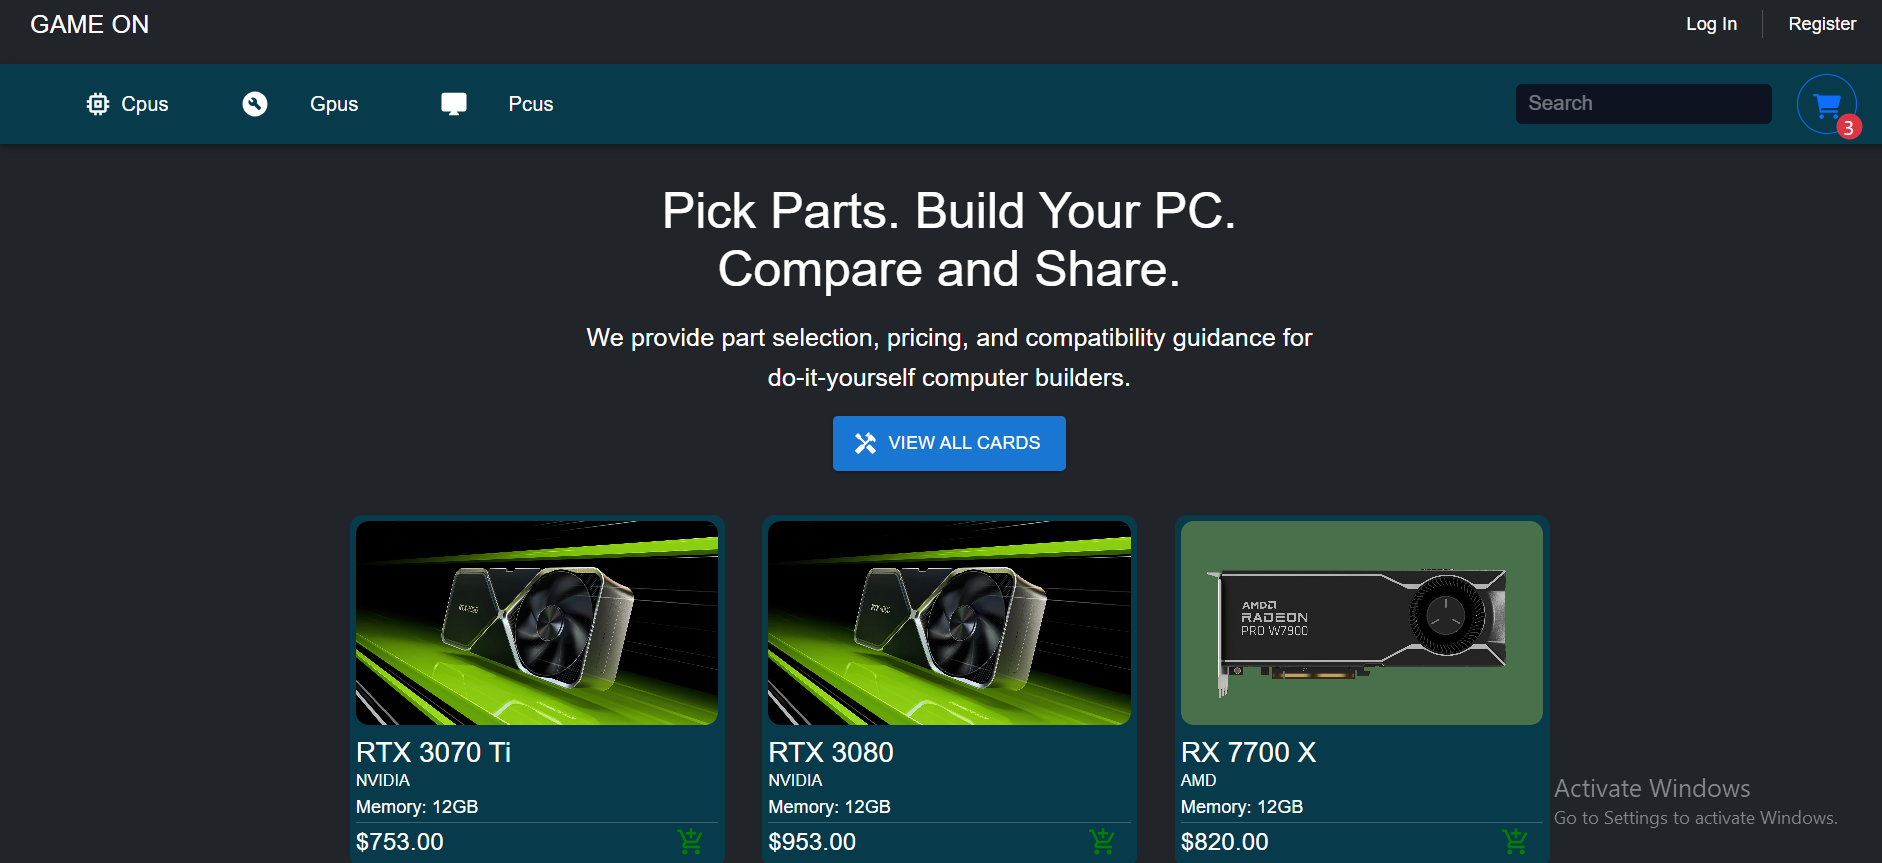 GAME ON
Log In
Register
Cpus
Gpus
Pcus
Search
3
Pick Parts. Build Your PC.
Compare and Share.
We provide part selection, pricing, and compatibility guidance for
do-it-yourself computer builders.
VIEW ALL CARDS
AMD
RADEON
PRO W7900
RTX 3070 Ti
NVIDIA
Memory: 12GB
$753.00
RTX 3080
NVIDIA
Memory: 12GB
$953.00
RX 7700 X
AMD
Memory: 12GB
$820.00
Activate Windows
Go to Settings to activate Windows.